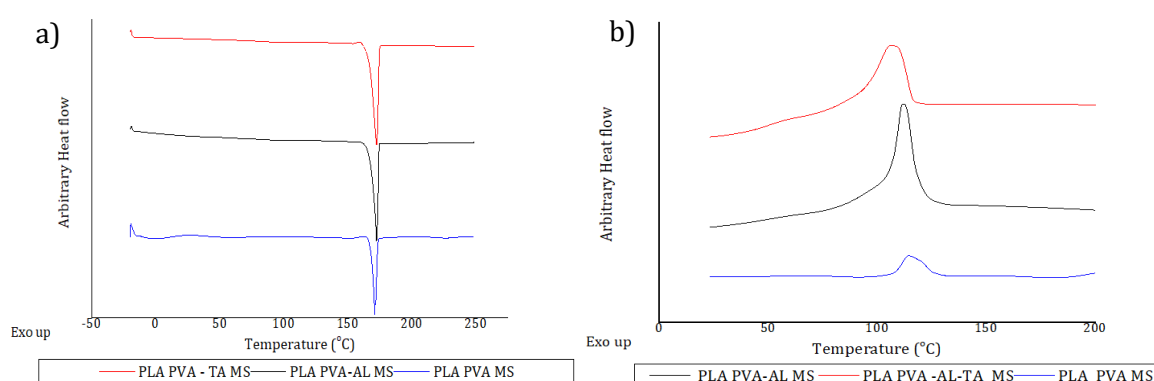 a)
Arbitrary Heat flow
-50 0 50 100 150 200 250
Exo up
Temperature (°C)
PLA PVA - TA MS PLA PVA-AL MS PLA PVA MS
b)
Arbitrary Heat flow
0 50 100 150 200
Exo up
Temperature (°C)
PLA PVA-AL MS PLA PVA -AL-TA MS PLA PVA MS